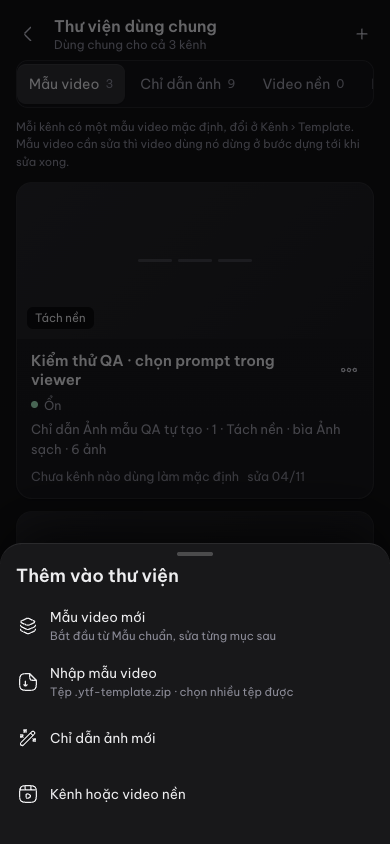 Thư viện dùng chung
Dùng chung cho cả 3 kênh
Mẫu video 3
Chỉ dẫn ảnh 9
Video nền 0
Mỗi kênh có một mẫu video mặc định, đổi ở Kênh › Template.
Mẫu video cần sửa thì video dùng nó dừng ở bước dựng tới khi
sửa xong.
Tách nền
Kiểm thử QA · chọn prompt trong
viewer
Ổn
Chỉ dẫn Ảnh mẫu QA tự tạo · 1 · Tách nền · bìa Ảnh
sạch · 6 ảnh
Chưa kênh nào dùng làm mặc định sửa 04/11
Thêm vào thư viện
Mẫu video mới
Bắt đầu từ Mẫu chuẩn, sửa từng mục sau
Nhập mẫu video
Tệp .ytf-template.zip · chọn nhiều tệp được
Chỉ dẫn ảnh mới
Kênh hoặc video nền